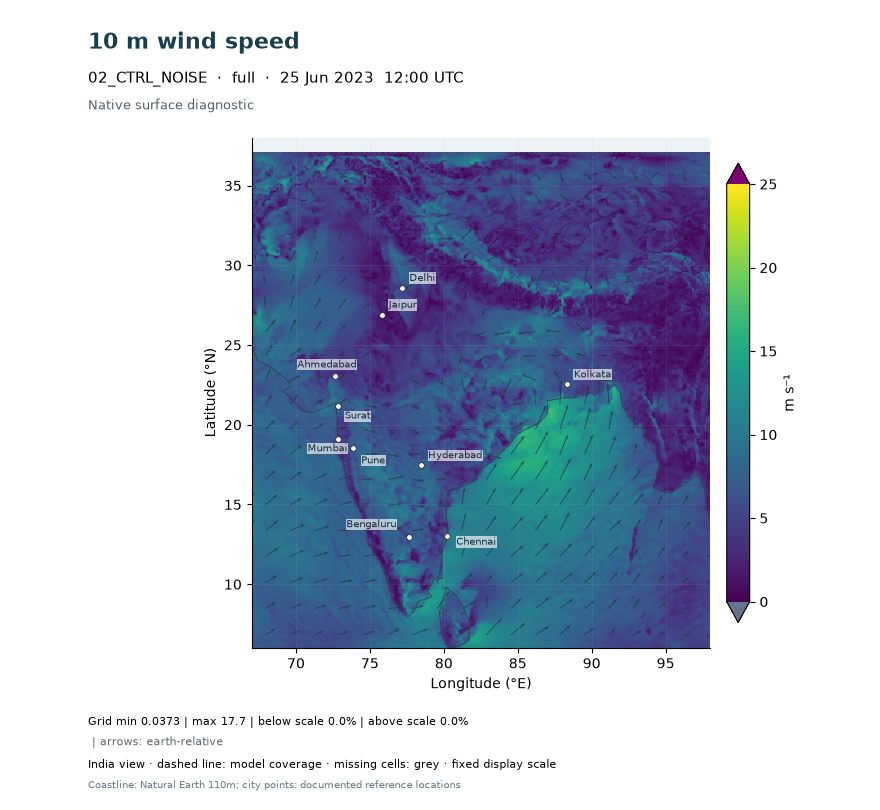 10 m wind speed
02_CTRL_NOISE · full · 25 Jun 2023 12:00 UTC
Native surface diagnostic
35
30
25
20
15
10
Latitude (°N)
Delhi
Jaipur
Ahmedabad
Kolkata
Surat
Mumbai
Pune
Hyderabad
Bengaluru
Chennai
70 75 80 85 90 95
Longitude (°E)
25
20
15
10
5
0
m s⁻¹
Grid min 0.0373 | max 17.7 | below scale 0.0% | above scale 0.0%
| arrows: earth-relative
India view · dashed line: model coverage · missing cells: grey · fixed display scale
Coastline: Natural Earth 110m; city points: documented reference locations